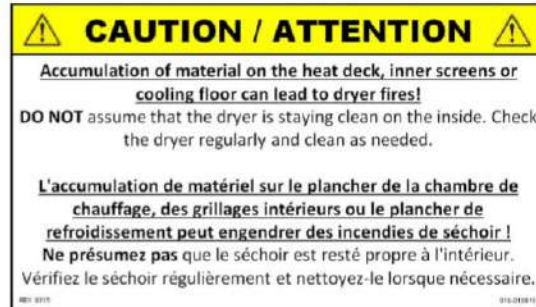 CAUTION / ATTENTION
Accumulation of material on the heat deck, inner screens or
cooling floor can lead to dryer fires!
DO NOT assume that the dryer is staying clean on the inside. Check
the dryer regularly and clean as needed.
L'accumulation de matériel sur le plancher de la chambre de
chauffage, des grillages intérieurs ou le plancher de
refroidissement peut engendrer des incendies de séchoir !
Ne présumez pas que le séchoir est resté propre à l'intérieur.
Vérifiez le séchoir régulièrement et nettoyez-le lorsque nécessaire.